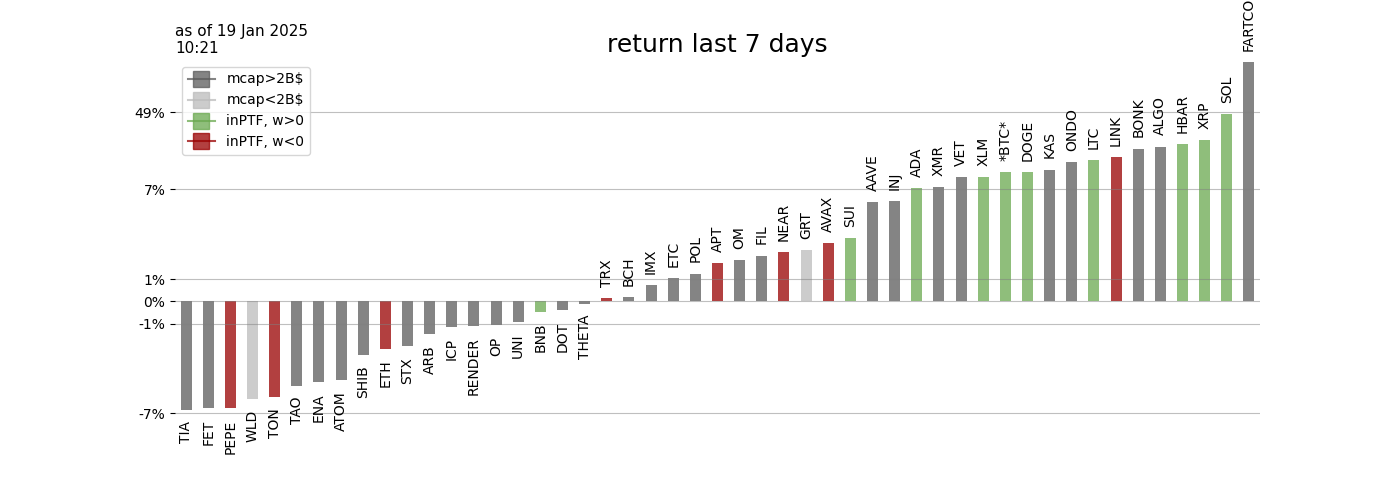 as of 19 Jan 2025
10:21
return last 7 days
mcap>2B$
mcap<2B$
inPTF, w>0
inPTF, w<0
49%
7%
1%
0%
-1%
-7%
TIA
FET
PEPE
WLD
TON
TAO
ENA
ATOM
SHIB
ETH
STX
ARB
ICP
RENDER
OP
UNI
BNB
DOT
THETA
TRX
BCH
IMX
ETC
POL
APT
OM
FIL
NEAR
GRT
AVAX
SUI
AAVE
INJ
ADA
XMR
VET
XLM
*BTC*
DOGE
KAS
ONDO
LTC
LINK
BONK
ALGO
HBAR
XRP
SOL
FARTCO